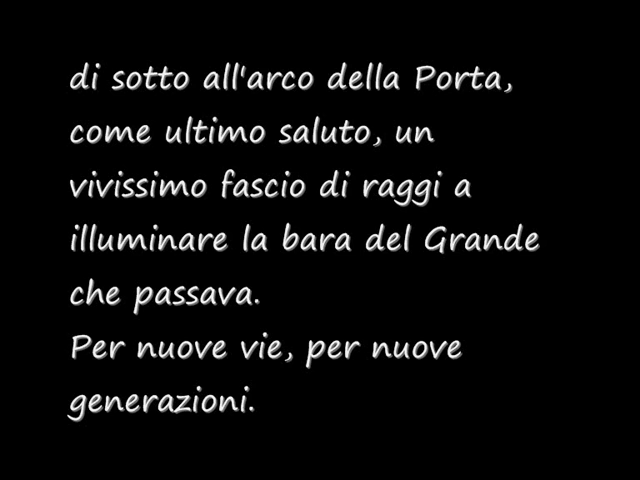 di sotto all'arco della Porta,
come ultimo saluto, un
vivissimo fascio di raggi a
illuminare la bara del Grande
che passava.
Per nuove vie, per nuove
generazioni.